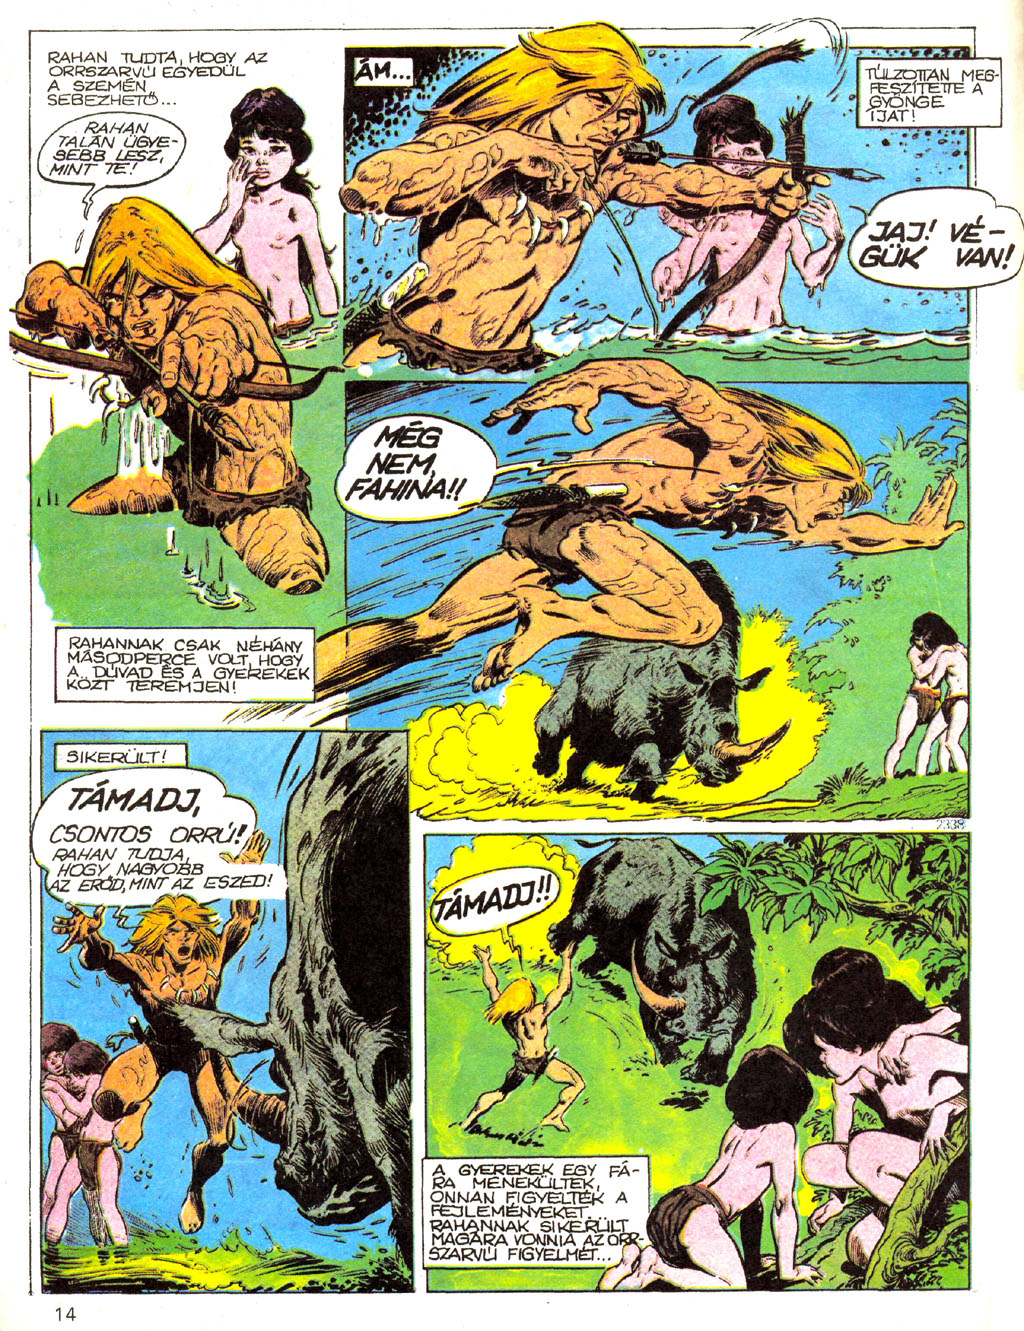 RAHAN TUDTA, HOGY AZ
ORRSZARVÚ EGYEDÜL
A SZEMÉN
SEBEZHETŐ...
RAHAN
TALÁN ÜGYE-
SEBB LESZ,
MINT TE!
ÁM...
TÚLZOTTAN MEG-
FESZÍTETTE A
GYÖNGE
ÍJAT!
JAJ! VÉ-
GÜK VAN!
MÉG
NEM,
FAHINA!!
RAHANNAK CSAK NÉHÁNY
MÁSODPERCE VOLT, HOGY
A DÚVAD ÉS A GYEREKEK
KÖZT TEREMJEN!
2338
SIKERÜLT!
TÁMADJ,
CSONTOS ORRÚ!
RAHAN TUDJA,
HOGY NAGYOBB
AZ ERŐD, MINT AZ ESZED!
TÁMADJ!!
A GYEREKEK EGY FÁ-
RA MENEKÜLTEK,
ONNAN FIGYELTÉK A
FEJLEMÉNYEKET...
RAHANNAK SIKERÜLT
MAGÁRA VONNIA AZ ORR-
SZARVÚ FIGYELMÉT...
14